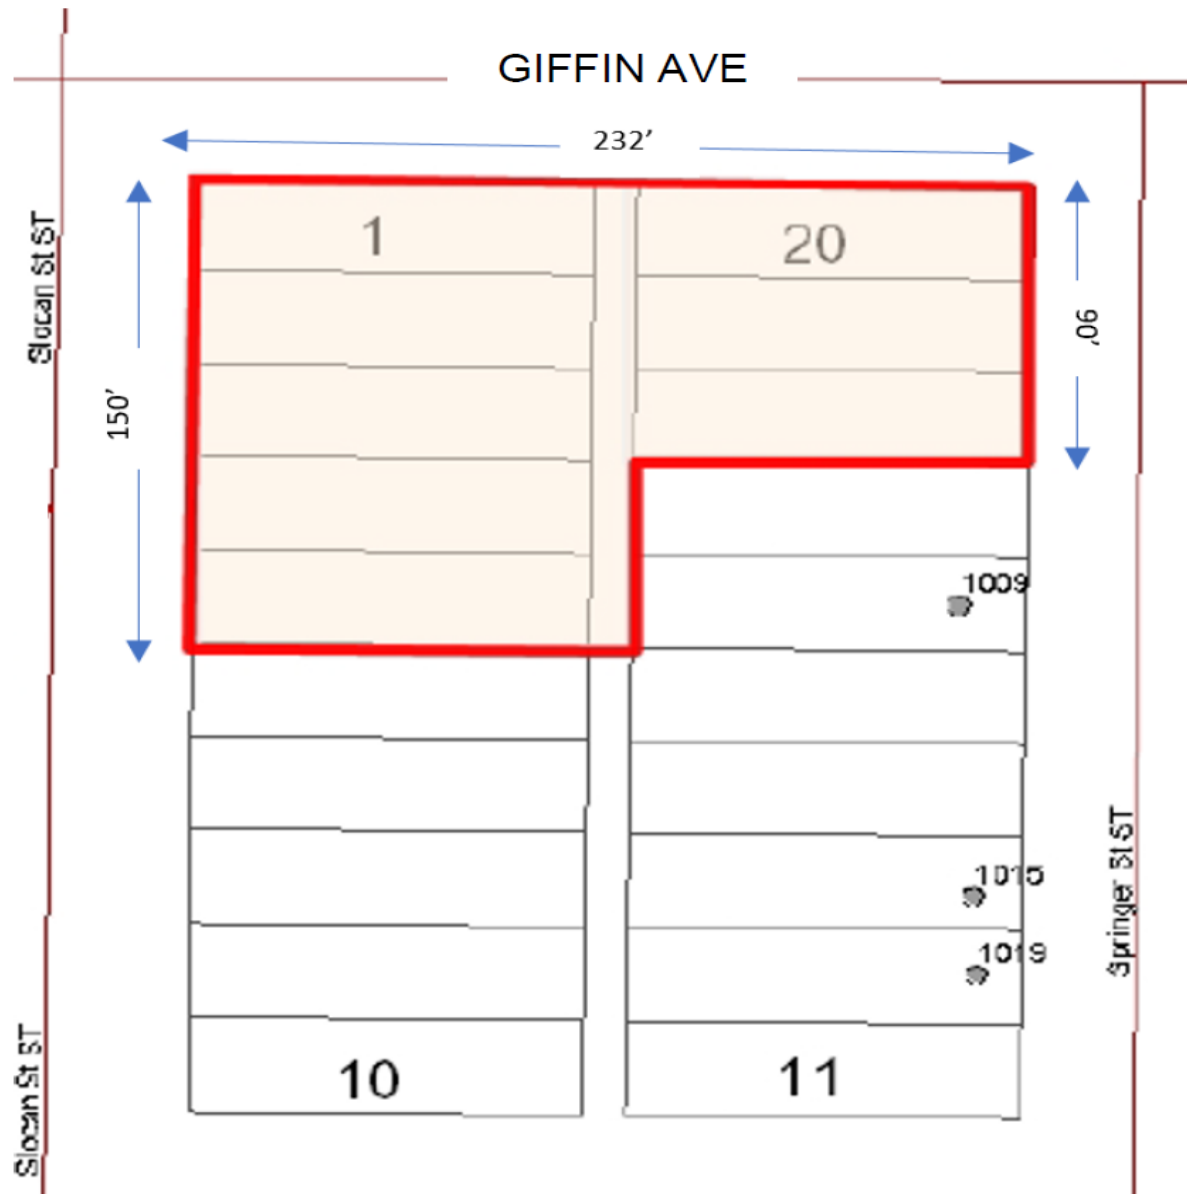 GIFFIN AVE
232’
1
20
Slocan St ST
90’
150’
1009
1015
Springer St ST
1019
Slocan St ST
10
11